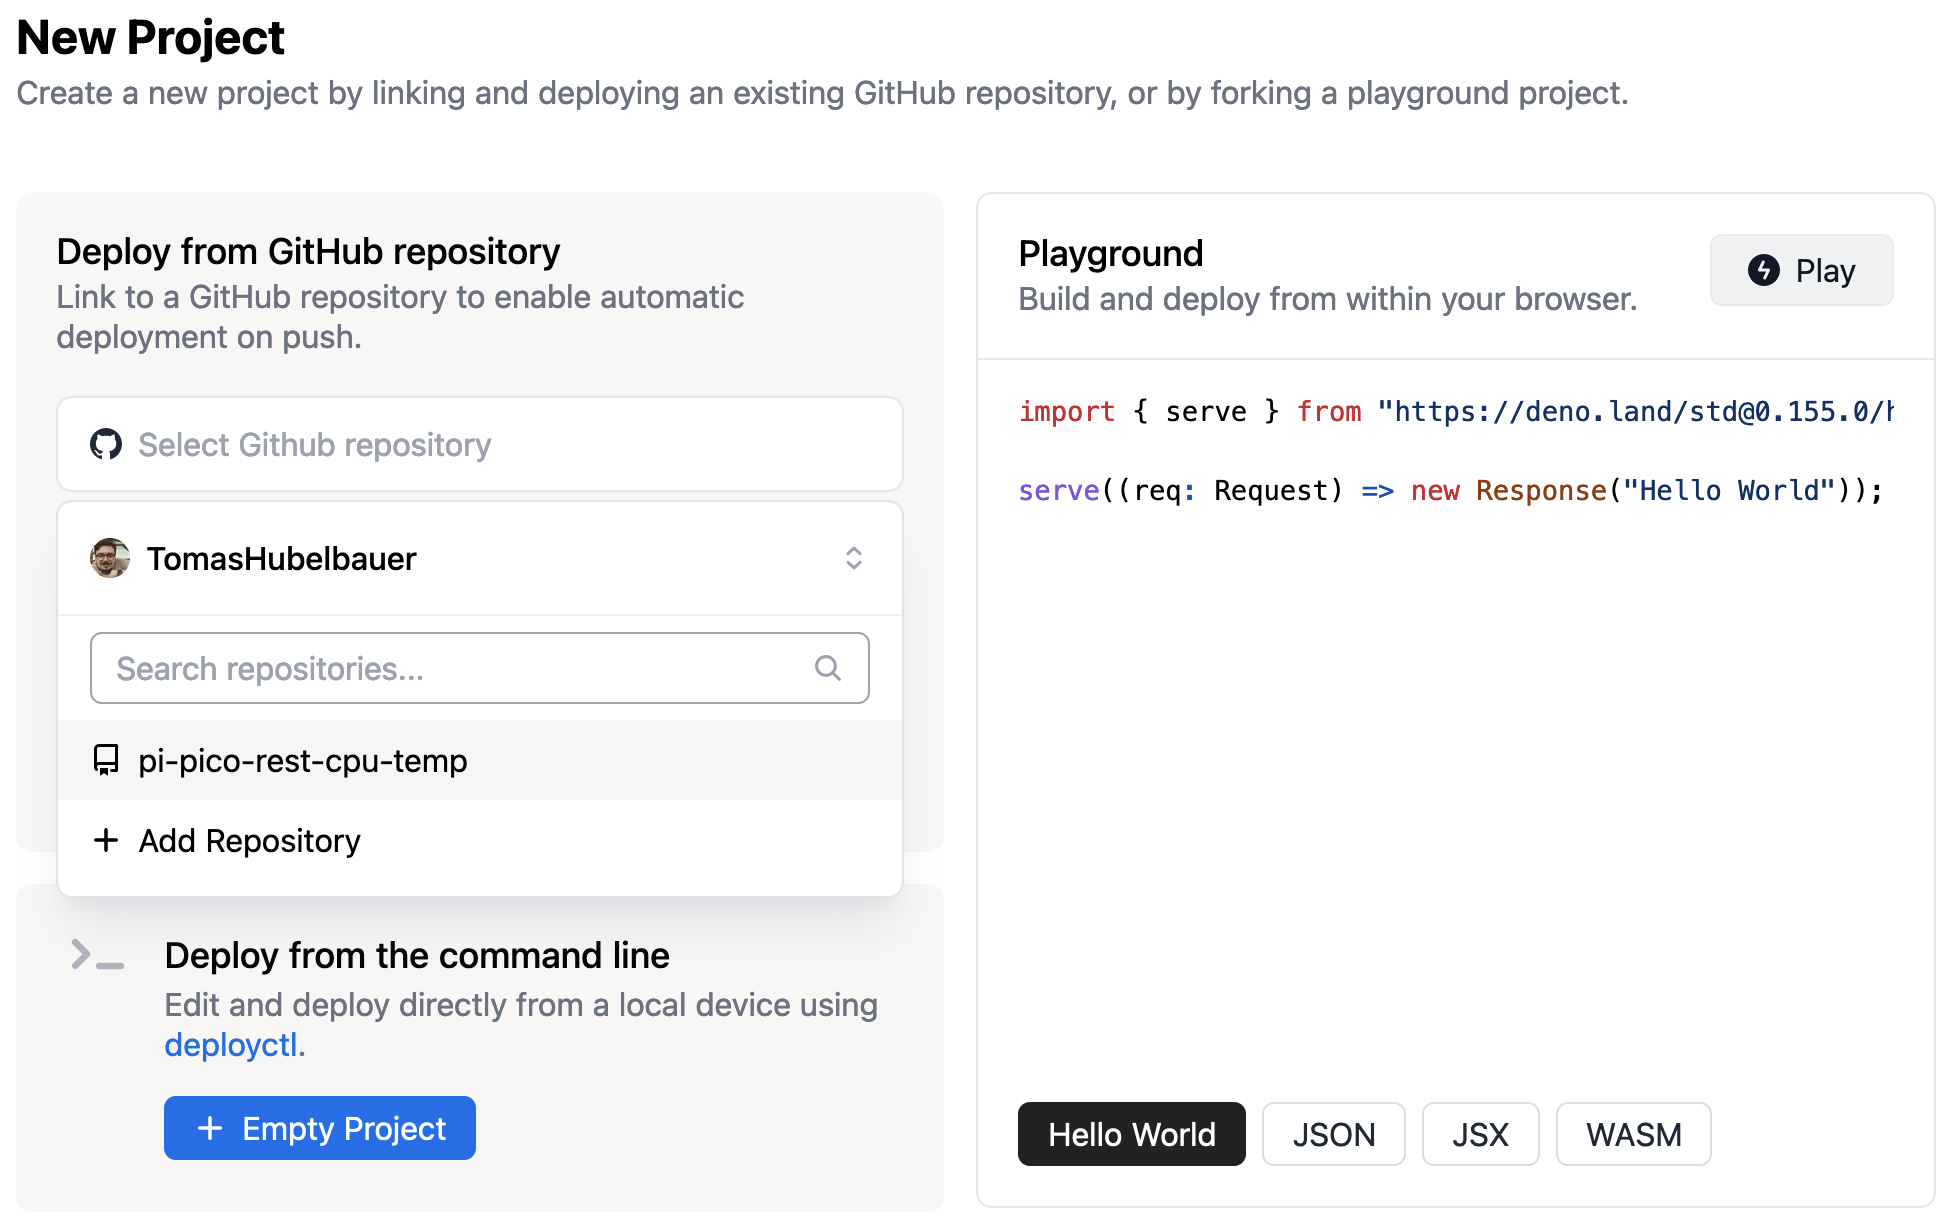 New Project
Create a new project by linking and deploying an existing GitHub repository, or by forking a playground project.
Deploy from GitHub repository
Link to a GitHub repository to enable automatic
deployment on push.
Select Github repository
TomasHubelbauer
Search repositories...
pi-pico-rest-cpu-temp
Add Repository
Deploy from the command line
Edit and deploy directly from a local device using
deployctl.
+ Empty Project
Playground
Build and deploy from within your browser.
Play
import { serve } from "https://deno.land/std@0.155.0/h
serve((req: Request) => new Response("Hello World"));
Hello World
JSON
JSX
WASM